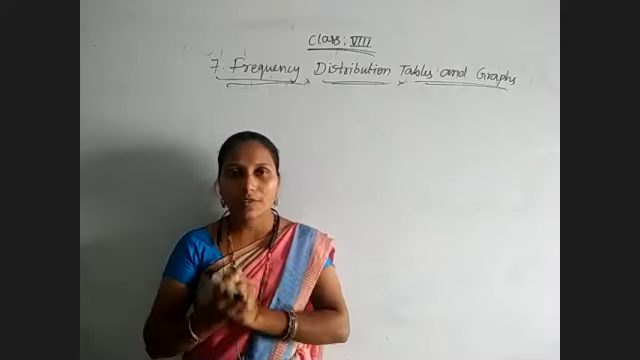 Class: VIII
7. Frequency Distribution Tables and Graphs